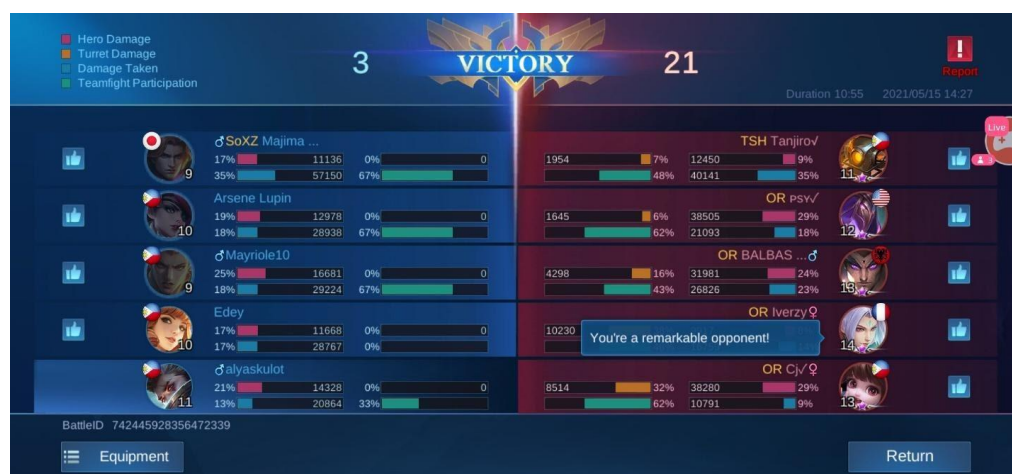 Hero Damage
Turret Damage
Damage Taken
Teamfight Participation
3 VICTORY 21
Report
Duration 10:55 2021/05/15 14:27
Live
3
♂SoXZ Majima ... TSH Tanjiro√
17% 11136 0% 0 1954 7% 12450 9%
9 35% 57150 67% 48% 40141 35% 11
Arsene Lupin OR PSY√
19% 12978 0% 0 1645 6% 38505 29%
10 18% 28938 67% 62% 21093 18% 12
♂Mayriole10 OR BALBAS ...♂
25% 16681 0% 0 4298 16% 31981 24%
9 18% 29224 67% 43% 26826 23% 13
Edey OR Iverzy♀
17% 11668 0% 0 10230
You're a remarkable opponent!
10 17% 28767 0% 14
♂alyaskulot OR Cj√♀
21% 14328 0% 0 8514 32% 38280 29%
11 13% 20864 33% 62% 10791 9% 13
BattleID 742445928356472339
Equipment Return